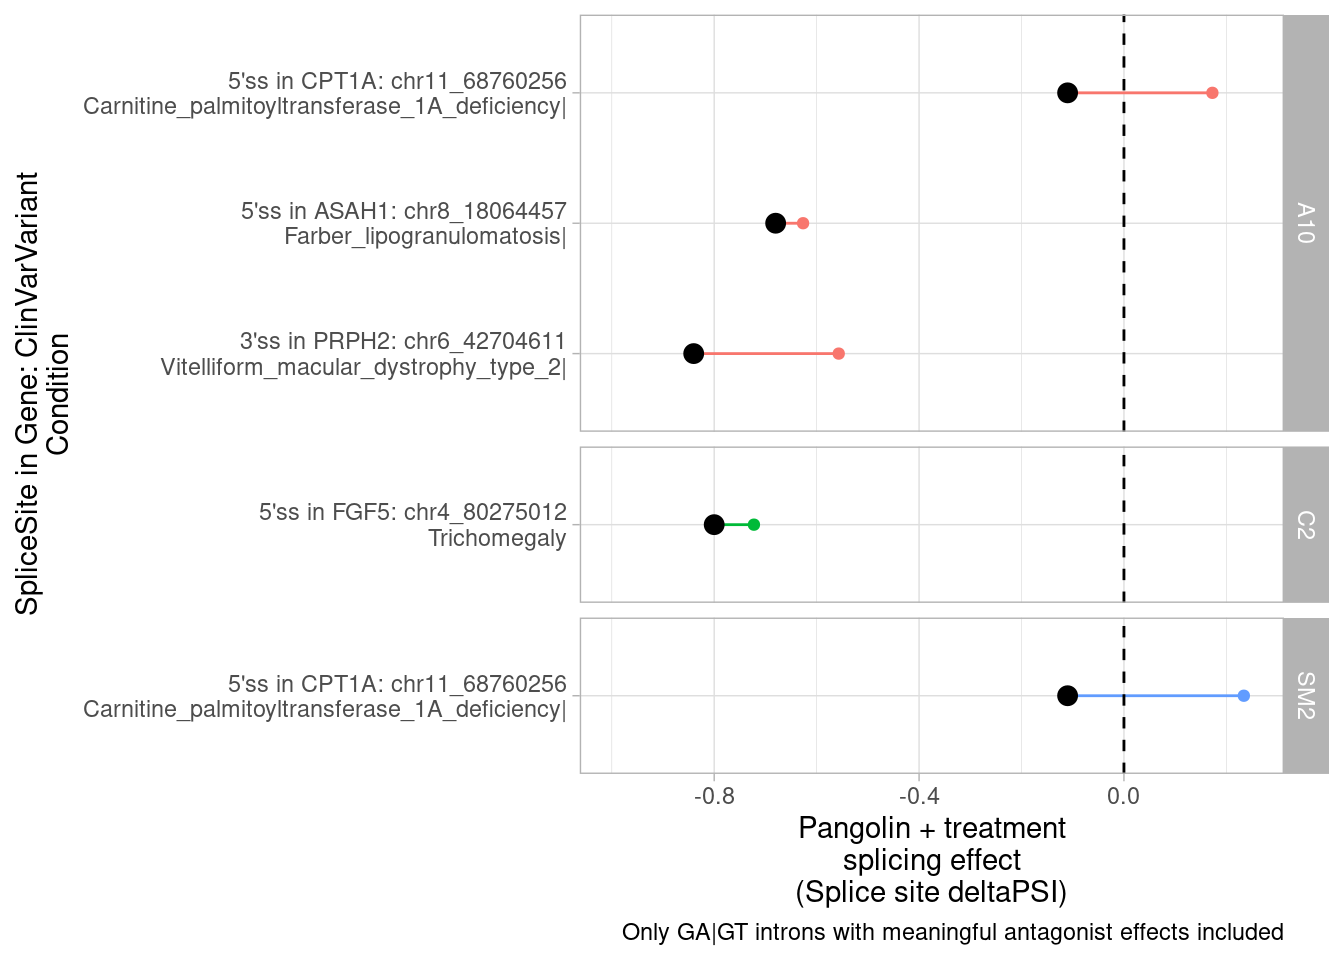 SpliceSite in Gene: ClinVarVariant
Condition
5'ss in CPT1A: chr11_68760256
Carnitine_palmitoyltransferase_1A_deficiency|
5'ss in ASAH1: chr8_18064457
Farber_lipogranulomatosis|
3'ss in PRPH2: chr6_42704611
Vitelliform_macular_dystrophy_type_2|
A10
5'ss in FGF5: chr4_80275012
Trichomegaly
C2
5'ss in CPT1A: chr11_68760256
Carnitine_palmitoyltransferase_1A_deficiency|
SM2
-0.8 -0.4 0.0
Pangolin + treatment
splicing effect
(Splice site deltaPSI)
Only GA|GT introns with meaningful antagonist effects included